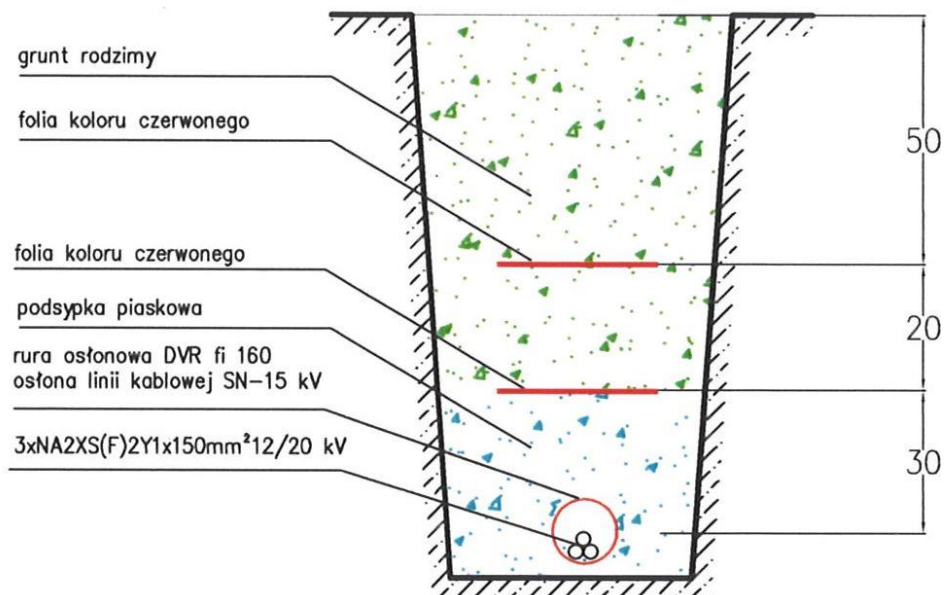 grunt rodzimy
folia koloru czerwonego
folia koloru czerwonego
podsypka piaskowa
rura osłonowa DVR fi 160
osłona linii kablowej SN-15 kV
3xNA2XS(F)2Y1x150mm²12/20 kV
50
20
30